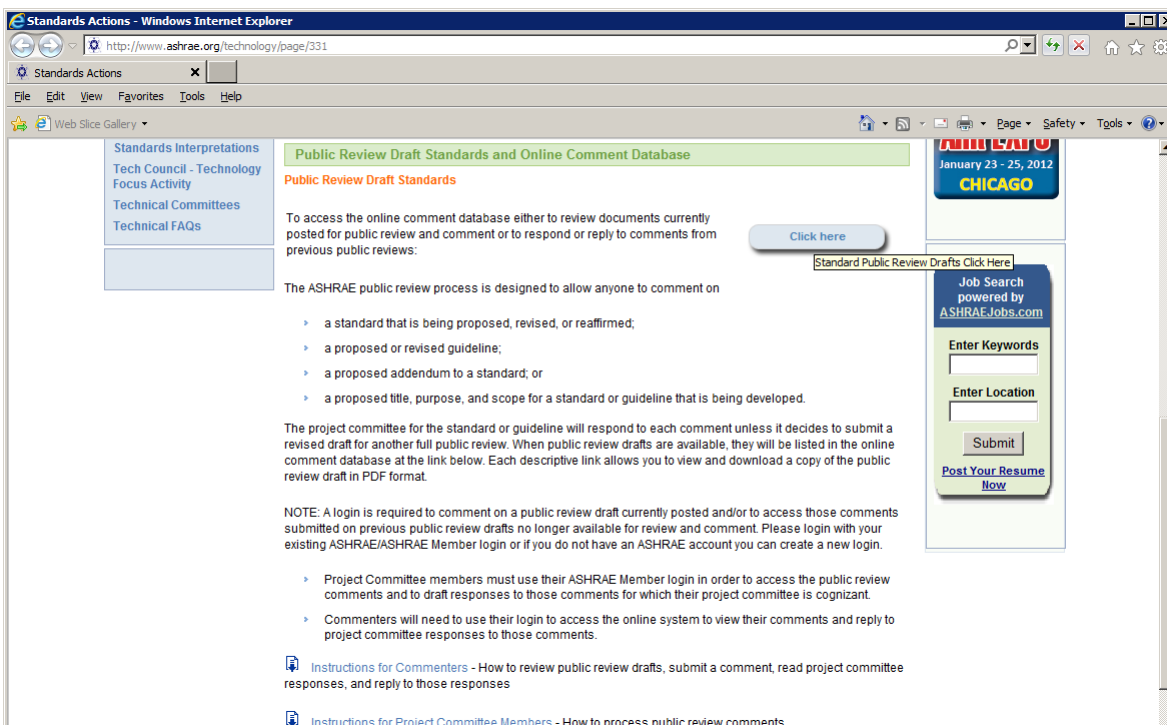 Standards Actions - Windows Internet Explorer
http://www.ashrae.org/technology/page/331
Standards Actions
File Edit View Favorites Tools Help
Web Slice Gallery
Page Safety Tools
Standards Interpretations
Tech Council - Technology
Focus Activity
Technical Committees
Technical FAQs
Public Review Draft Standards and Online Comment Database
Public Review Draft Standards
To access the online comment database either to review documents currently
posted for public review and comment or to respond or reply to comments from
previous public reviews:
Click here
Standard Public Review Drafts Click Here
The ASHRAE public review process is designed to allow anyone to comment on
a standard that is being proposed, revised, or reaffirmed;
a proposed or revised guideline;
a proposed addendum to a standard; or
a proposed title, purpose, and scope for a standard or guideline that is being developed.
The project committee for the standard or guideline will respond to each comment unless it decides to submit a
revised draft for another full public review. When public review drafts are available, they will be listed in the online
comment database at the link below. Each descriptive link allows you to view and download a copy of the public
review draft in PDF format.
NOTE: A login is required to comment on a public review draft currently posted and/or to access those comments
submitted on previous public review drafts no longer available for review and comment. Please login with your
existing ASHRAE/ASHRAE Member login or if you do not have an ASHRAE account you can create a new login.
Project Committee members must use their ASHRAE Member login in order to access the public review
comments and to draft responses to those comments for which their project committee is cognizant.
Commenters will need to use their login to access the online system to view their comments and reply to
project committee responses to those comments.
Instructions for Commenters - How to review public review drafts, submit a comment, read project committee
responses, and reply to those responses
Instructions for Project Committee Members - How to process public review comments
January 23 - 25, 2012
CHICAGO
Job Search
powered by
ASHRAEJobs.com
Enter Keywords
Enter Location
Submit
Post Your Resume
Now